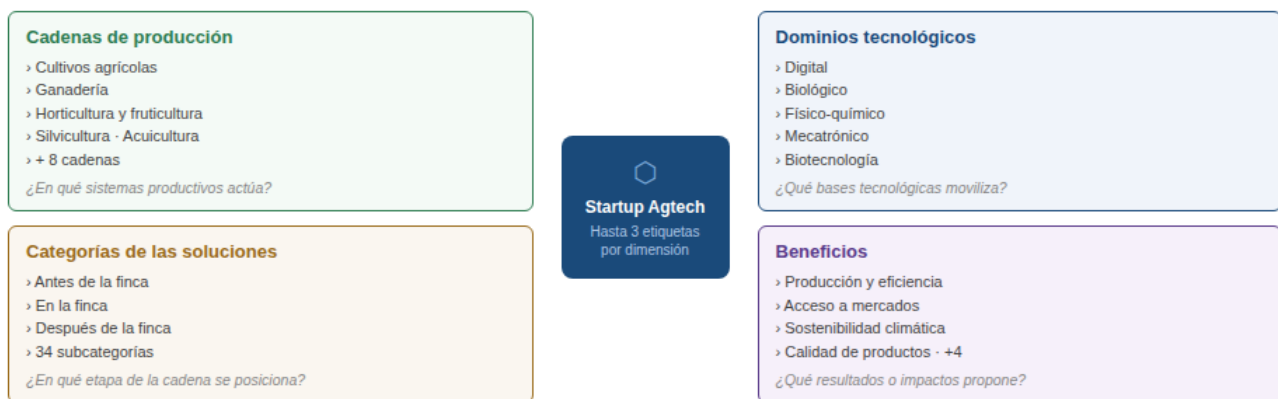 Cadenas de producción
› Cultivos agrícolas
› Ganadería
› Horticultura y fruticultura
› Silvicultura · Acuicultura
› + 8 cadenas
¿En qué sistemas productivos actúa?
Categorías de las soluciones
› Antes de la finca
› En la finca
› Después de la finca
› 34 subcategorías
¿En qué etapa de la cadena se posiciona?
Startup Agtech
Hasta 3 etiquetas
por dimensión
Dominios tecnológicos
› Digital
› Biológico
› Físico-químico
› Mecatrónico
› Biotecnología
¿Qué bases tecnológicas moviliza?
Beneficios
› Producción y eficiencia
› Acceso a mercados
› Sostenibilidad climática
› Calidad de productos · +4
¿Qué resultados o impactos propone?